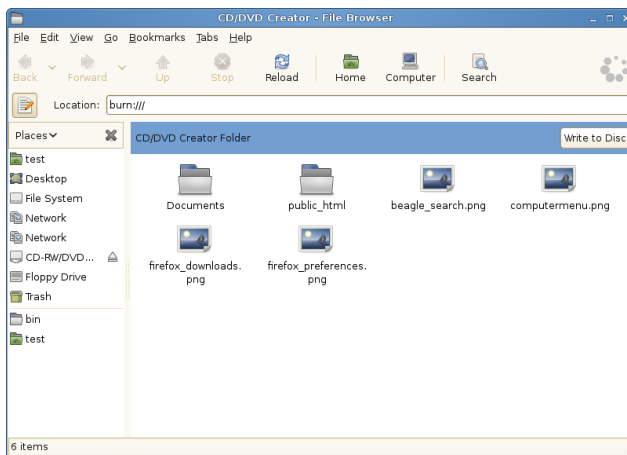 CD/DVD Creator - File Browser
File Edit View Go Bookmarks Tabs Help
Back Forward Up Stop Reload Home Computer Search
Location: burn:///
Places
CD/DVD Creator Folder Write to Disc
test
Desktop
File System
Network
Network
CD-RW/DVD...
Floppy Drive
Trash
bin
test
Documents public_html beagle_search.png computermenu.png
firefox_downloads. firefox_preferences.
png png
6 items